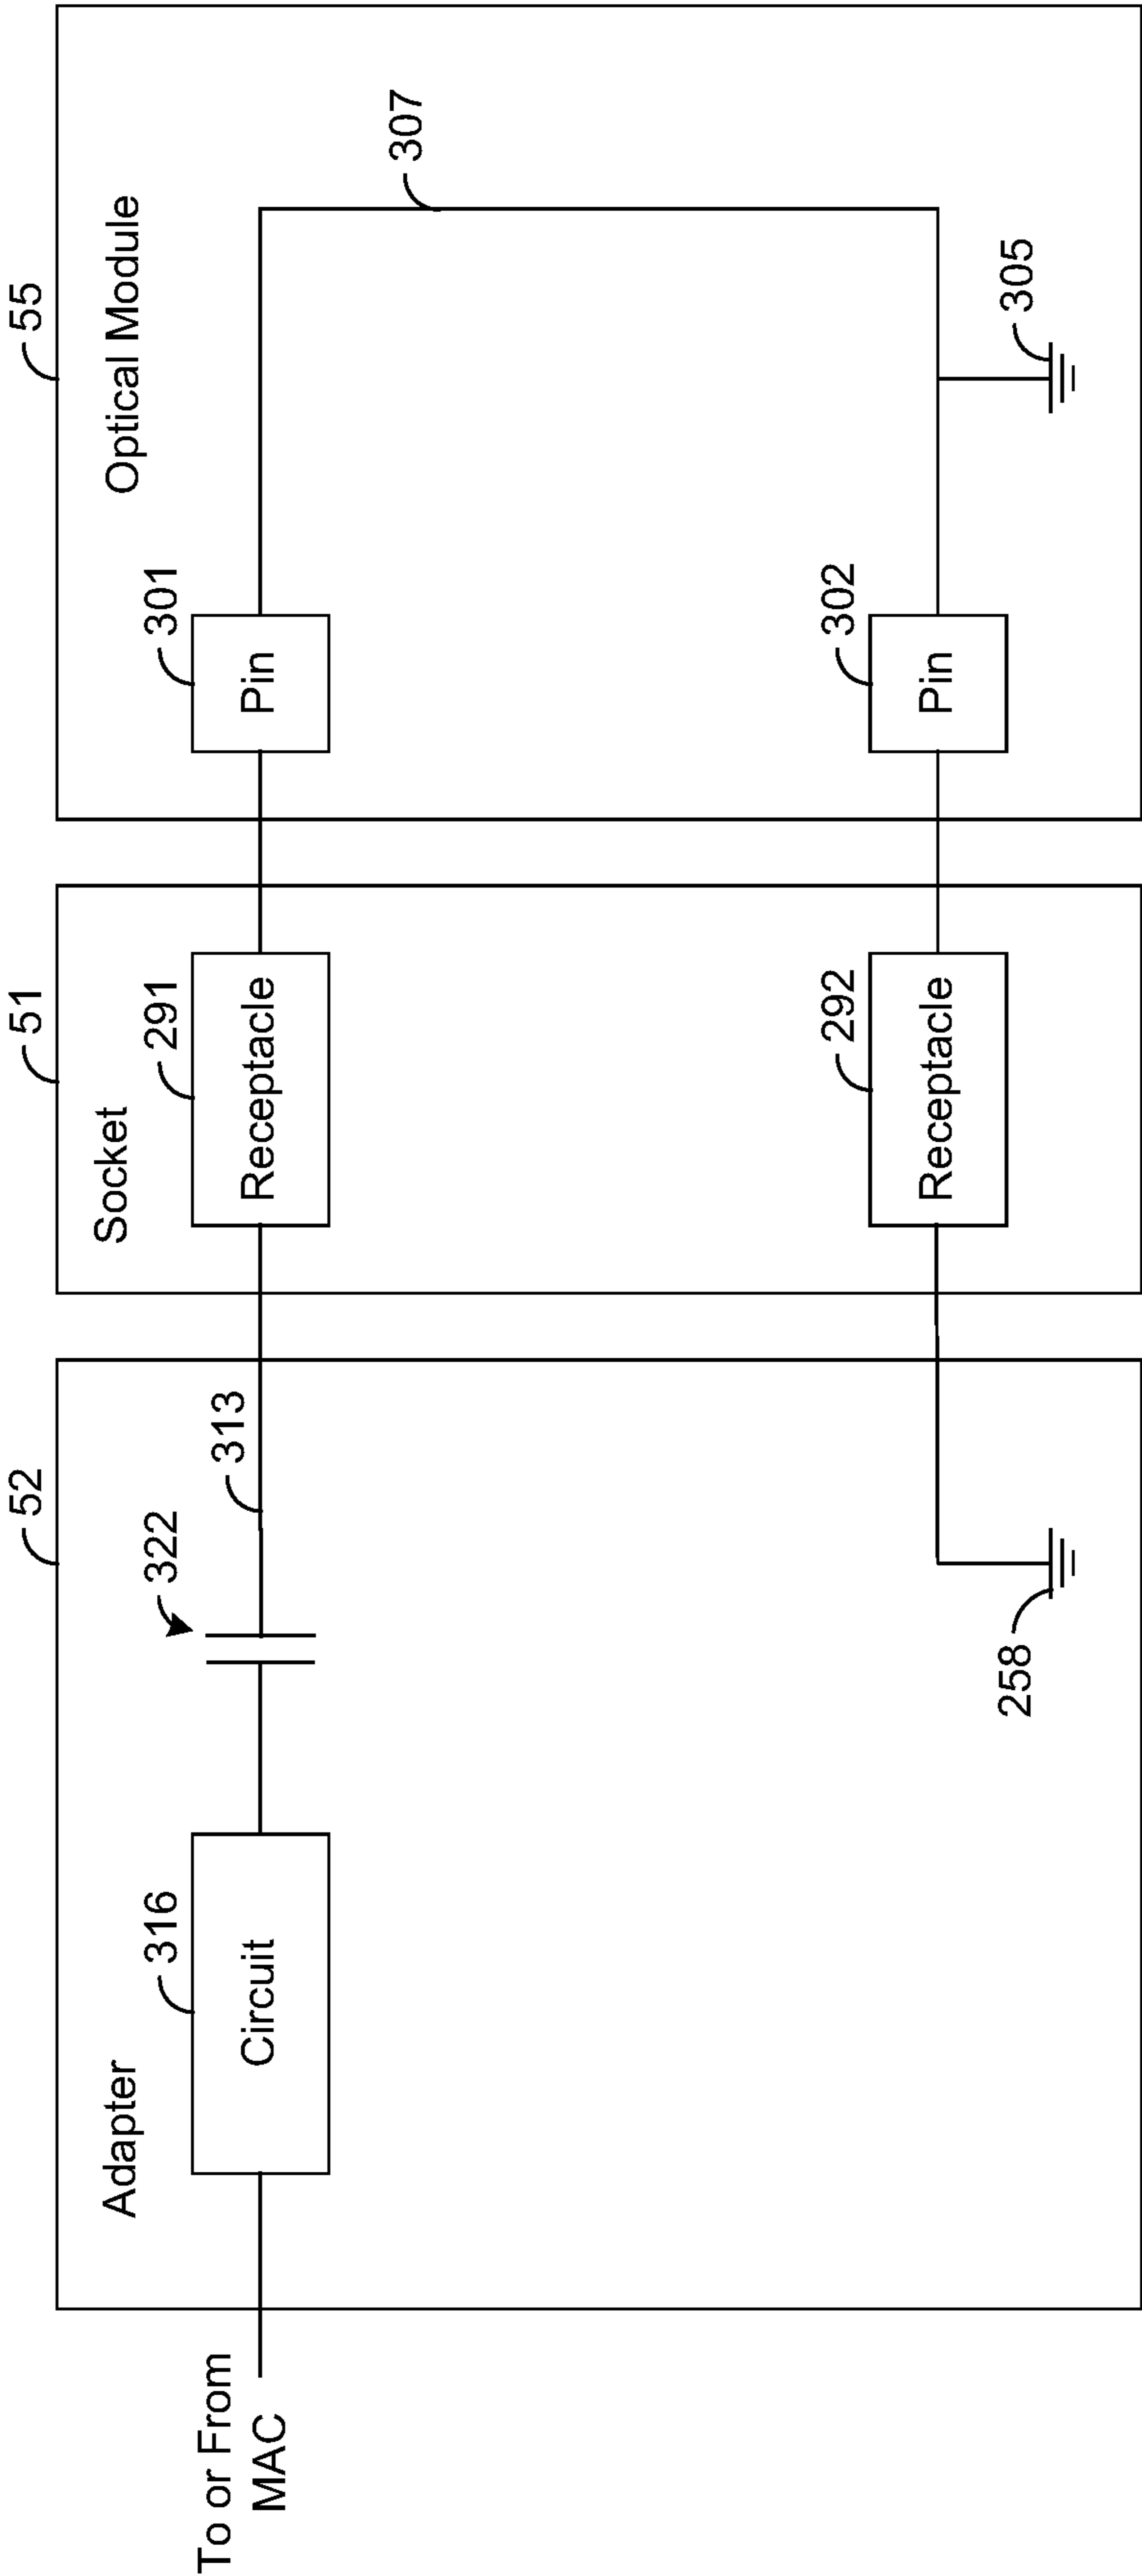 52
51
55
Adapter
Socket
Optical Module
316
322
313
291
301
307
To or From
MAC
Circuit
Receptacle
Pin
258
292
302
305
Receptacle
Pin